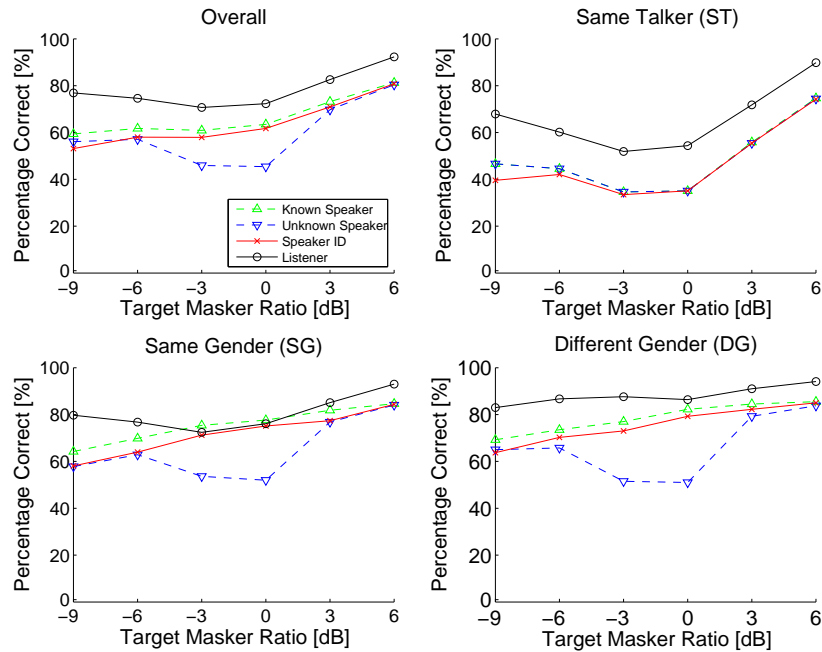 Overall
Percentage Correct [%]
100
80
60
40
20
0
−9 −6 −3 0 3 6
Target Masker Ratio [dB]
Known Speaker
Unknown Speaker
Speaker ID
Listener
Same Talker (ST)
Percentage Correct [%]
100
80
60
40
20
0
−9 −6 −3 0 3 6
Target Masker Ratio [dB]
Same Gender (SG)
Percentage Correct [%]
100
80
60
40
20
0
−9 −6 −3 0 3 6
Target Masker Ratio [dB]
Different Gender (DG)
Percentage Correct [%]
100
80
60
40
20
0
−9 −6 −3 0 3 6
Target Masker Ratio [dB]